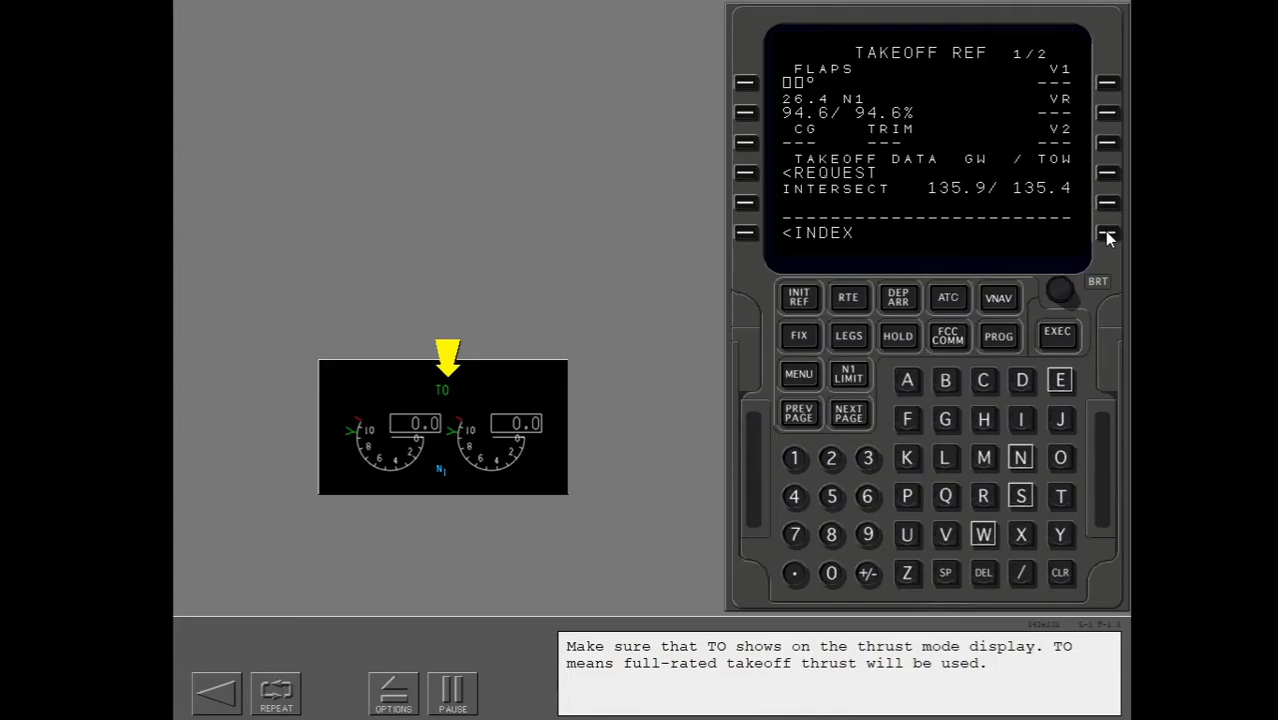 TAKEOFF REF 1/2
FLAPS V1
▯▯° ---
26.4 N1 VR
94.6/ 94.6% ---
CG TRIM V2
--- --- ---
TAKEOFF DATA GW / TOW
<REQUEST
INTERSECT 135.9/ 135.4
------------------------
<INDEX
BRT
INIT REF
RTE
DEP ARR
ATC
VNAV
FIX
LEGS
HOLD
FCC COMM
PROG
EXEC
MENU
N1 LIMIT
PREV PAGE
NEXT PAGE
A B C D E
F G H I J
1 2 3 K L M N O
4 5 6 P Q R S T
7 8 9 U V W X Y
. 0 +/- Z SP DEL / CLR
TO
0.0 0.0
10 8 6 4 2 0
10 8 6 4 2 0
N1
Make sure that TO shows on the thrust mode display. TO
means full-rated takeoff thrust will be used.
REPEAT
OPTIONS
PAUSE